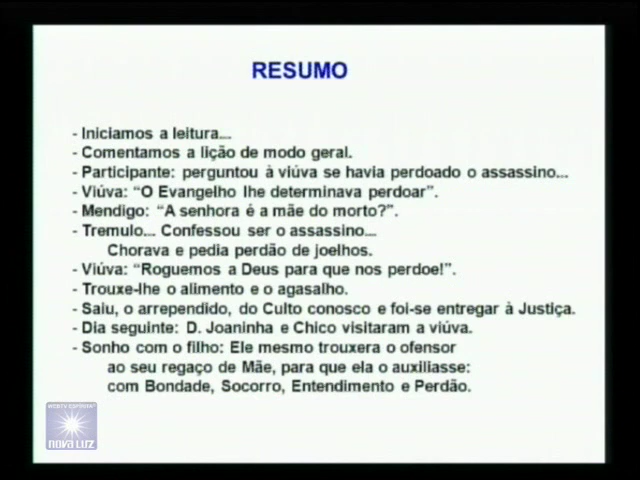 RESUMO
- Iniciamos a leitura...
- Comentamos a lição de modo geral.
- Participante: perguntou à viúva se havia perdoado o assassino...
- Viúva: “O Evangelho lhe determinava perdoar”.
- Mendigo: “A senhora é a mãe do morto?”.
- Tremulo... Confessou ser o assassino...
Chorava e pedia perdão de joelhos.
- Viúva: “Roguemos a Deus para que nos perdoe!”.
- Trouxe-lhe o alimento e o agasalho.
- Saiu, o arrependido, do Culto conosco e foi-se entregar à Justiça.
- Dia seguinte: D. Joaninha e Chico visitaram a viúva.
- Sonho com o filho: Ele mesmo trouxera o ofensor
ao seu regaço de Mãe, para que ela o auxiliasse:
com Bondade, Socorro, Entendimento e Perdão.
NOVA LUZ